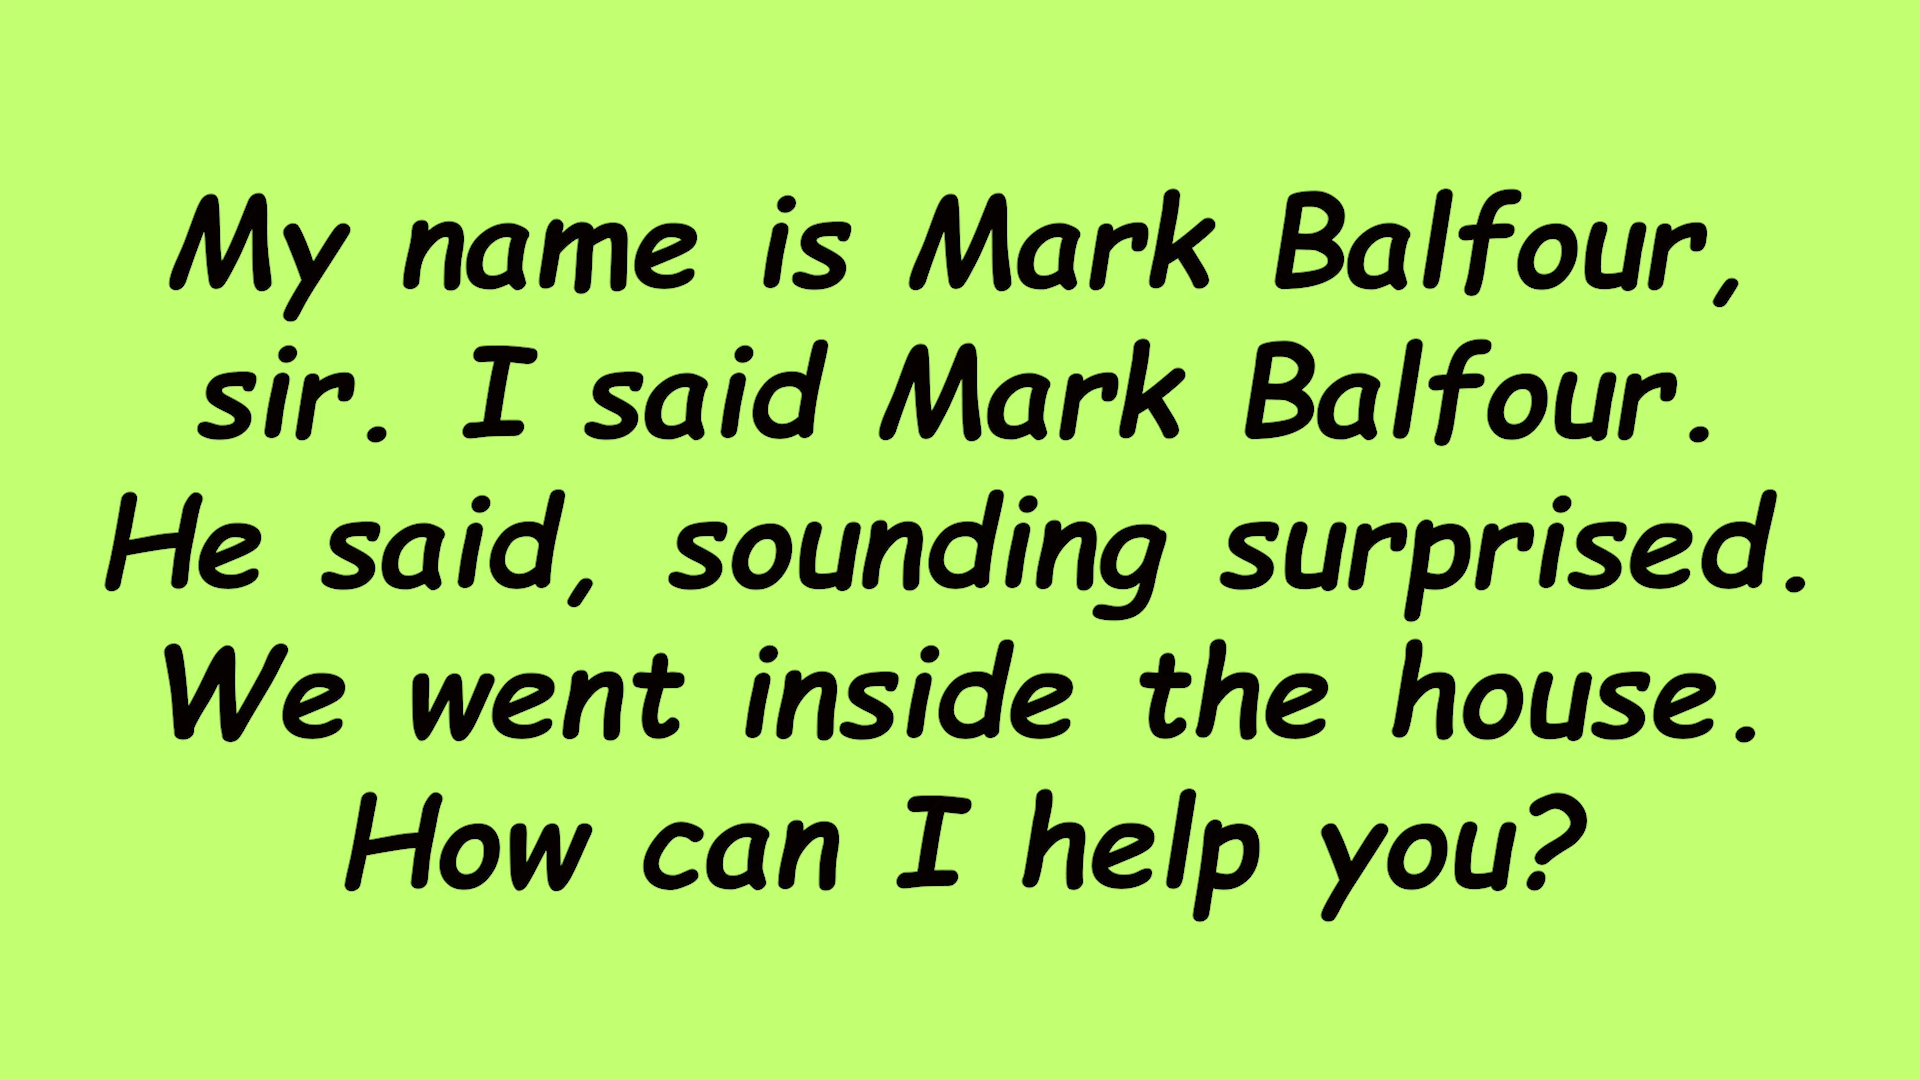 My name is Mark Balfour,
sir. I said Mark Balfour.
He said, sounding surprised.
We went inside the house.
How can I help you?